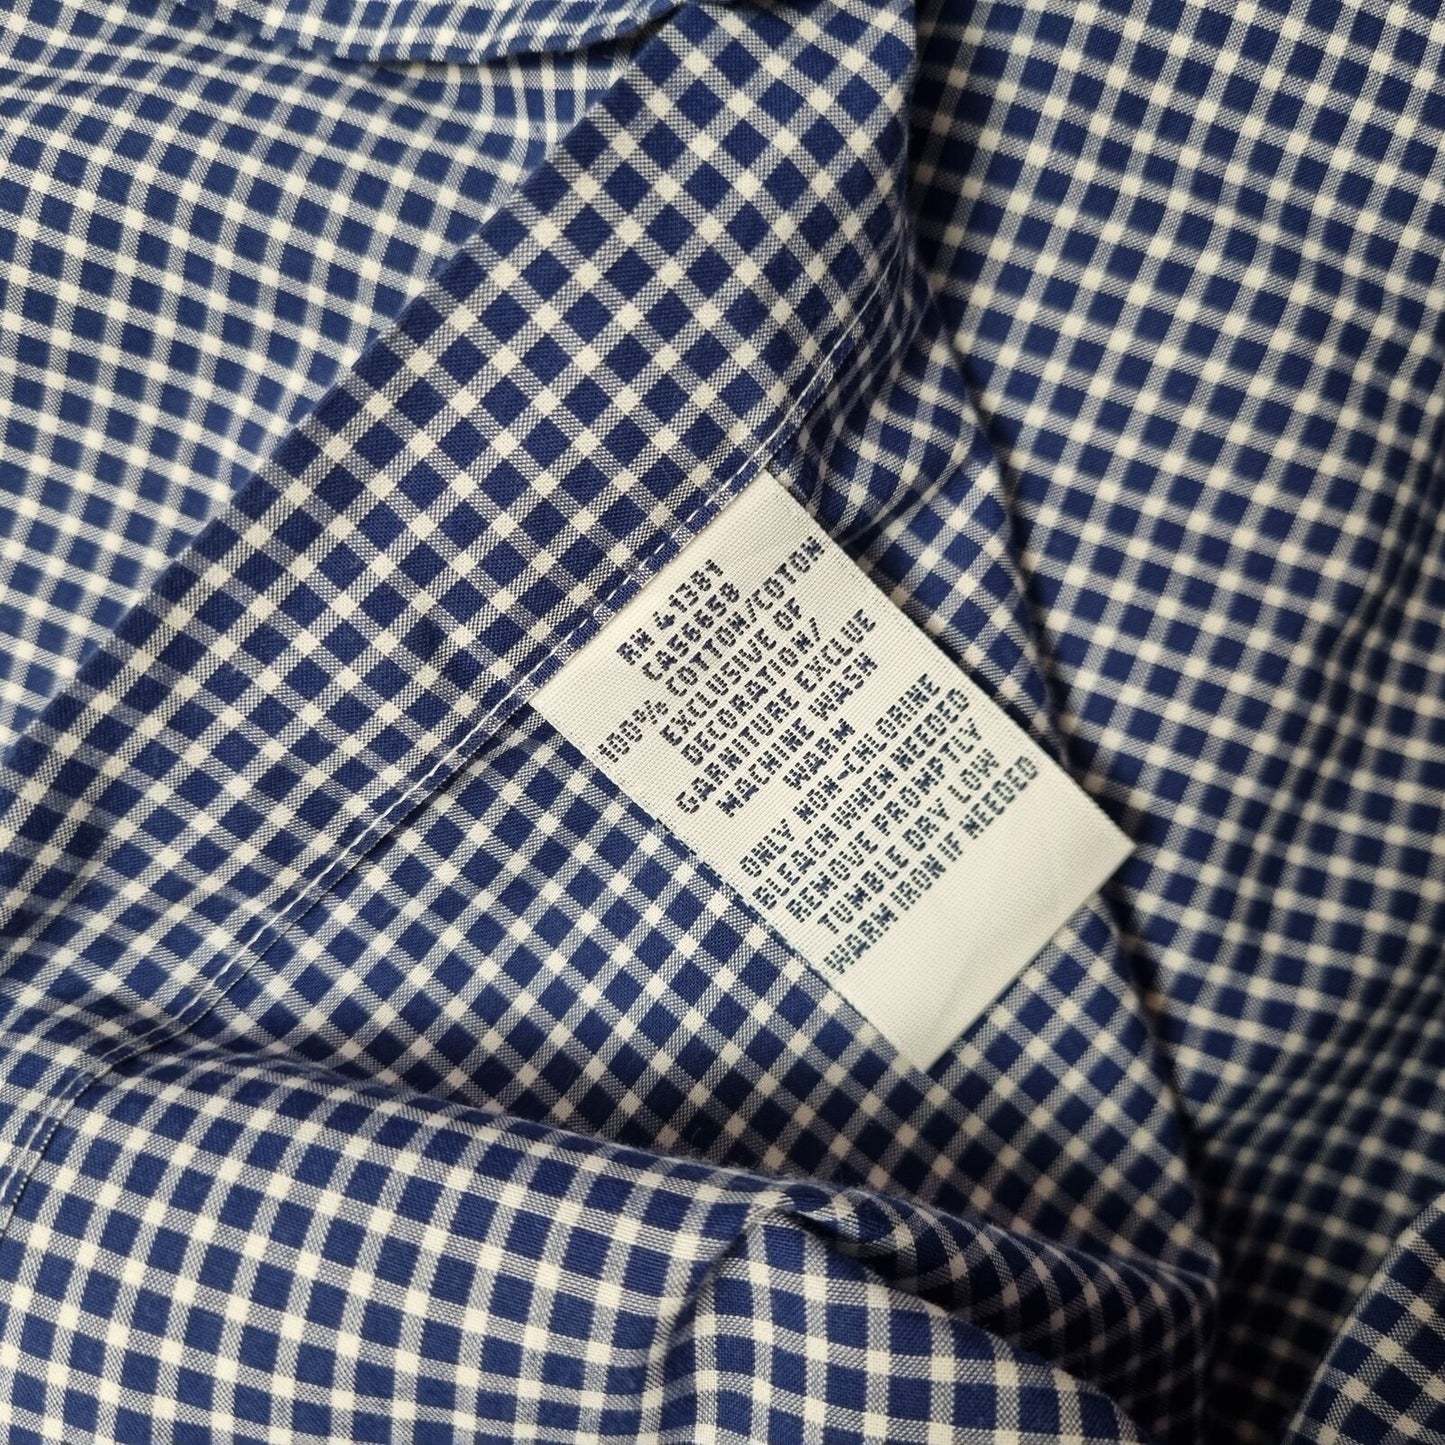 RN 41381
CA56858
100% COTTON/COTON
EXCLUSIVE OF
DECORATION/
GARNITURE EXCLUE
MACHINE WASH
WARM
ONLY NON-CHLORINE
BLEACH WHEN NEEDED
REMOVE PROMPTLY
TUMBLE DRY LOW
WARM IRON IF NEEDED